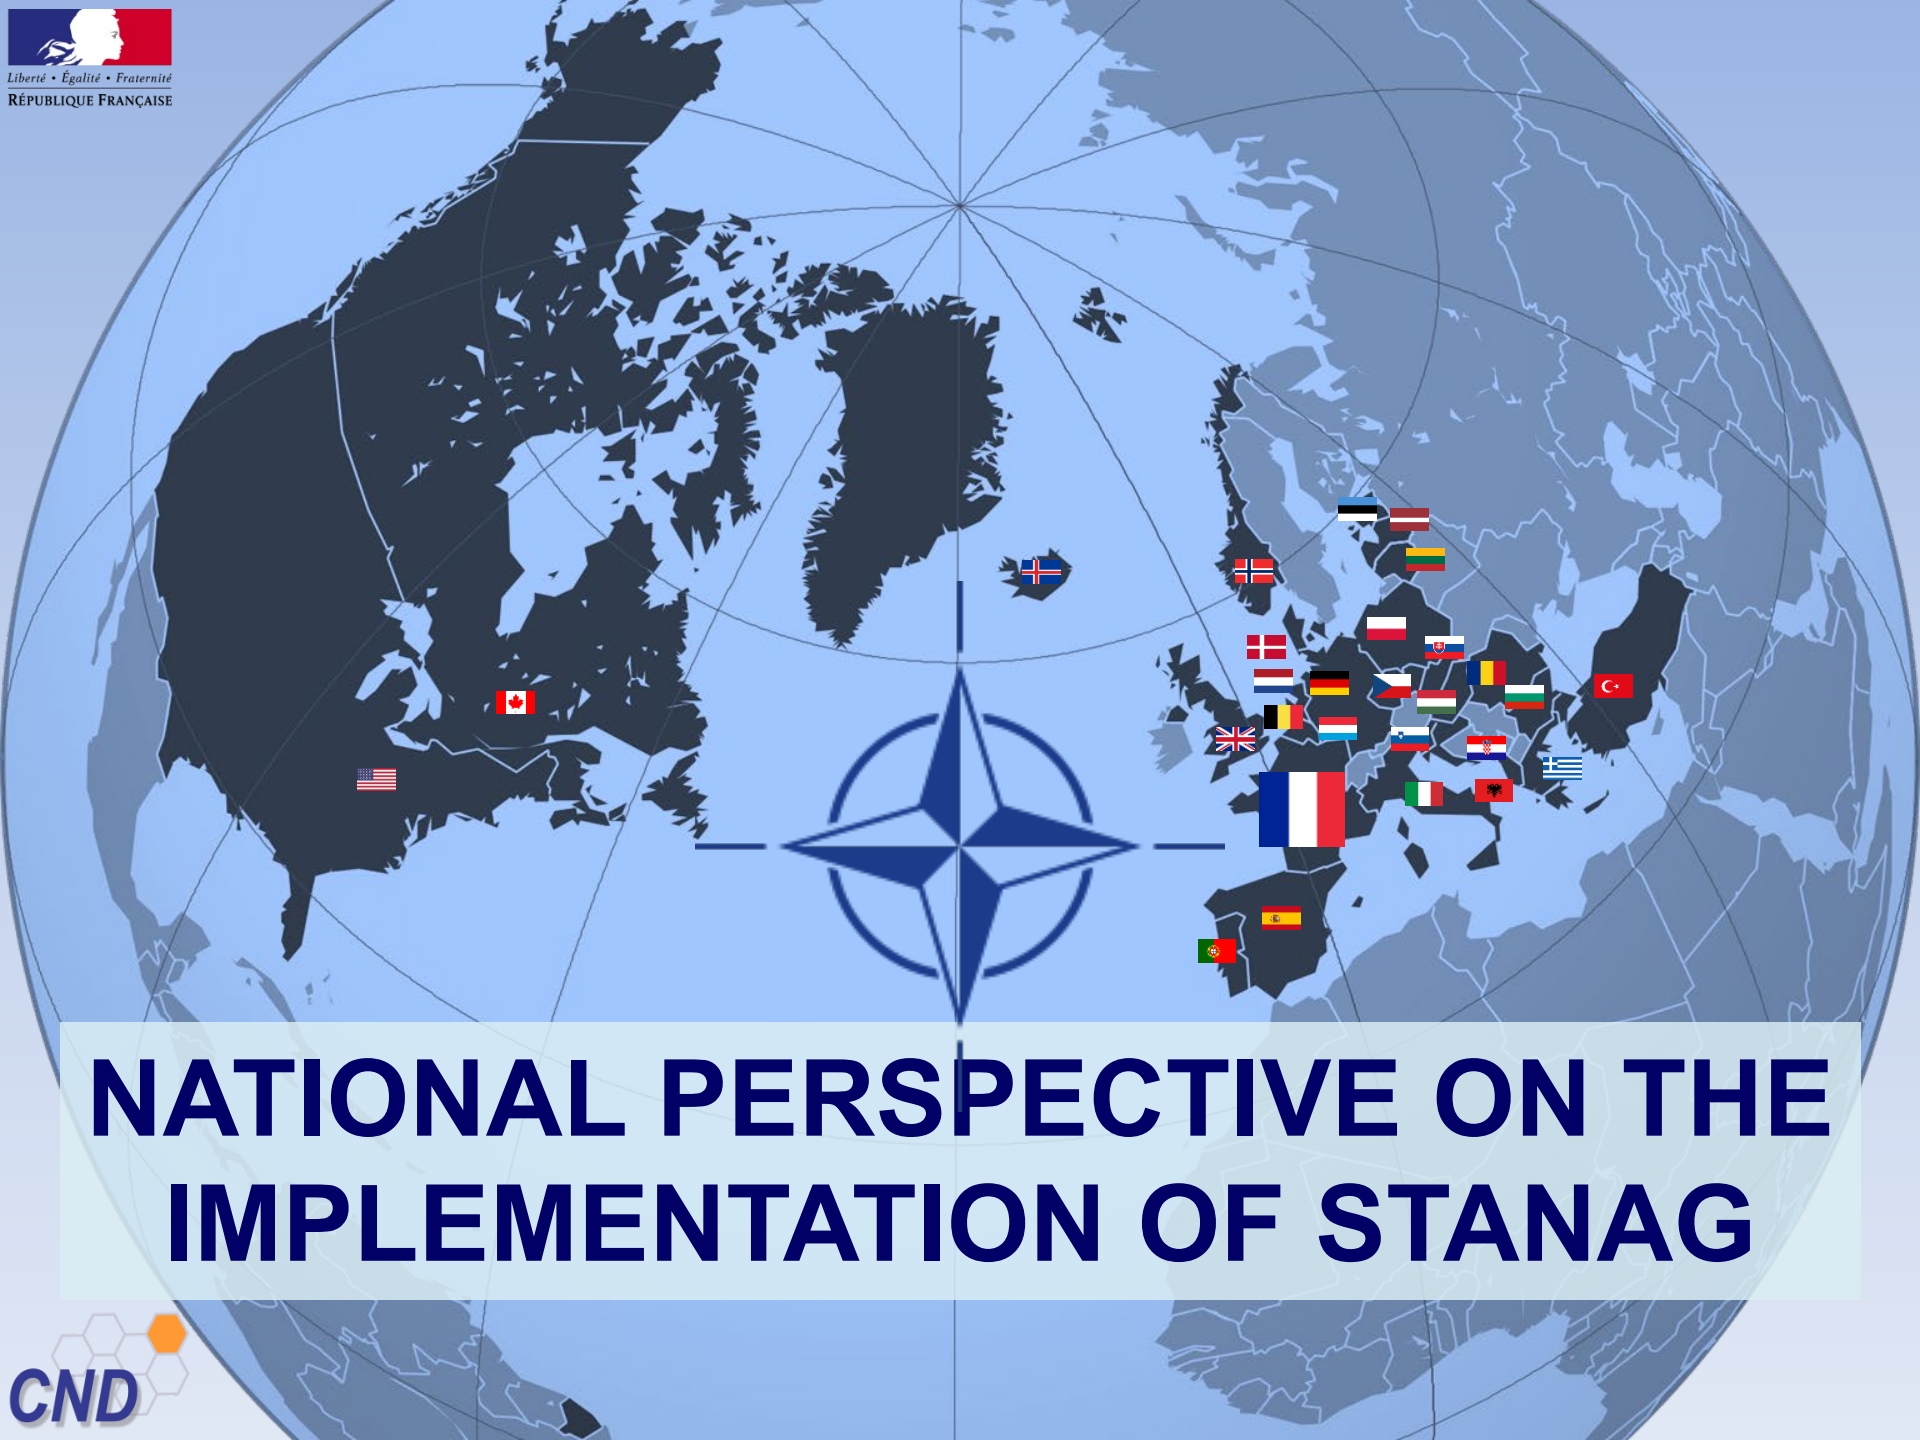 Liberté • Égalité • Fraternité
RÉPUBLIQUE FRANÇAISE
NATIONAL PERSPECTIVE ON THE
IMPLEMENTATION OF STANAG
CND